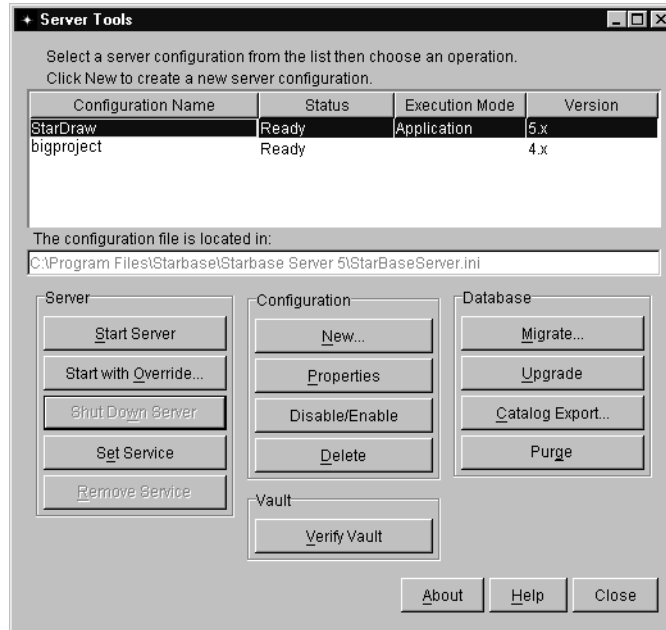 Server Tools
Select a server configuration from the list then choose an operation.
Click New to create a new server configuration.
Configuration Name Status Execution Mode Version
StarDraw Ready Application 5.x
bigproject Ready 4.x
The configuration file is located in:
C:\Program Files\Starbase\Starbase Server 5\StarBaseServer.ini
Server
Start Server
Start with Override...
Shut Down Server
Set Service
Remove Service
Configuration
New...
Properties
Disable/Enable
Delete
Vault
Verify Vault
Database
Migrate...
Upgrade
Catalog Export...
Purge
About Help Close